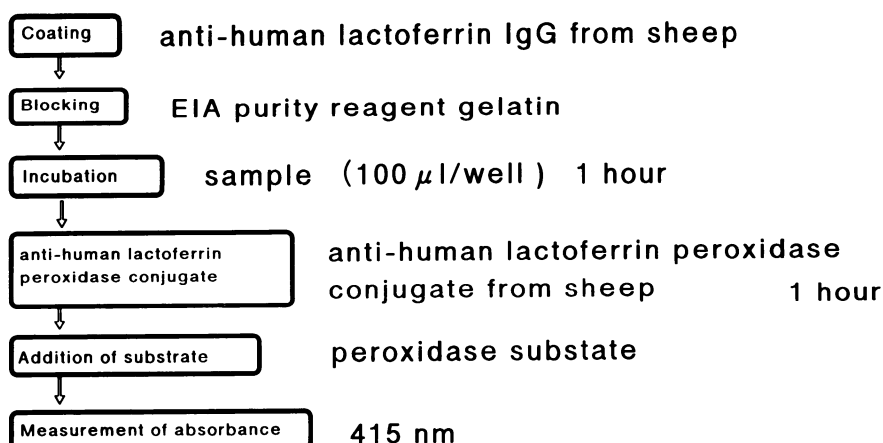 Coating anti-human lactoferrin IgG from sheep
Blocking EIA purity reagent gelatin
Incubation sample (100 μl/well) 1 hour
anti-human lactoferrin
peroxidase conjugate
anti-human lactoferrin peroxidase
conjugate from sheep 1 hour
Addition of substrate peroxidase substate
Measurement of absorbance 415 nm